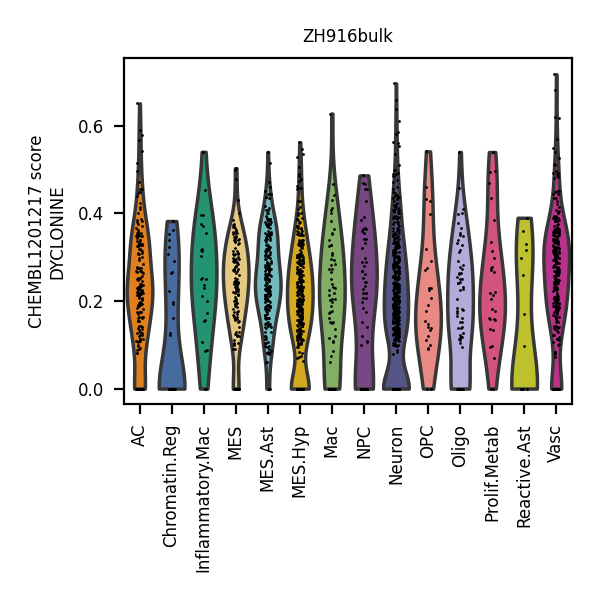 ZH916bulk
CHEMBL1201217 score
DYCLONINE
0.6
0.4
0.2
0.0
AC
Chromatin.Reg
Inflammatory.Mac
MES
MES.Ast
MES.Hyp
Mac
NPC
Neuron
OPC
Oligo
Prolif.Metab
Reactive.Ast
Vasc